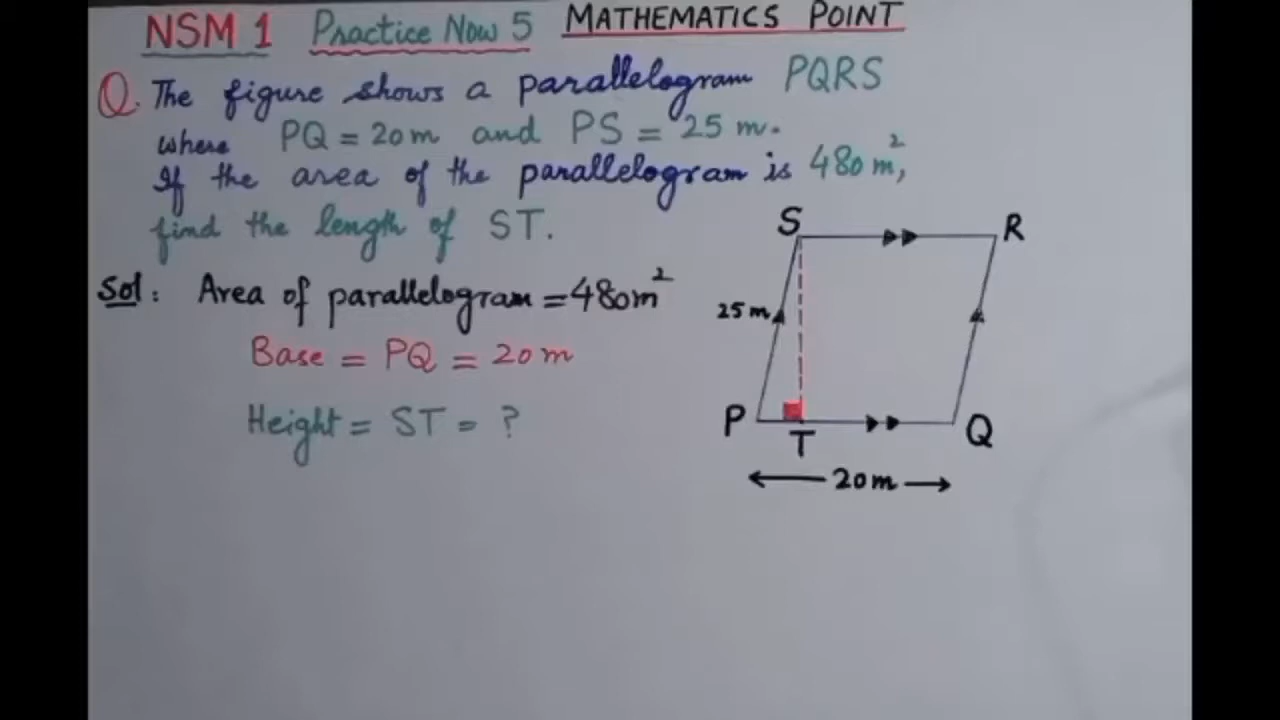 NSM 1 Practice Now 5 MATHEMATICS POINT
Q. The figure shows a parallelogram PQRS
where PQ = 20 m and PS = 25 m.
If the area of the parallelogram is 480 m²,
find the length of ST.
Sol: Area of parallelogram = 480m²
Base = PQ = 20 m
Height = ST = ?
S R
25 m
P T Q
20 m